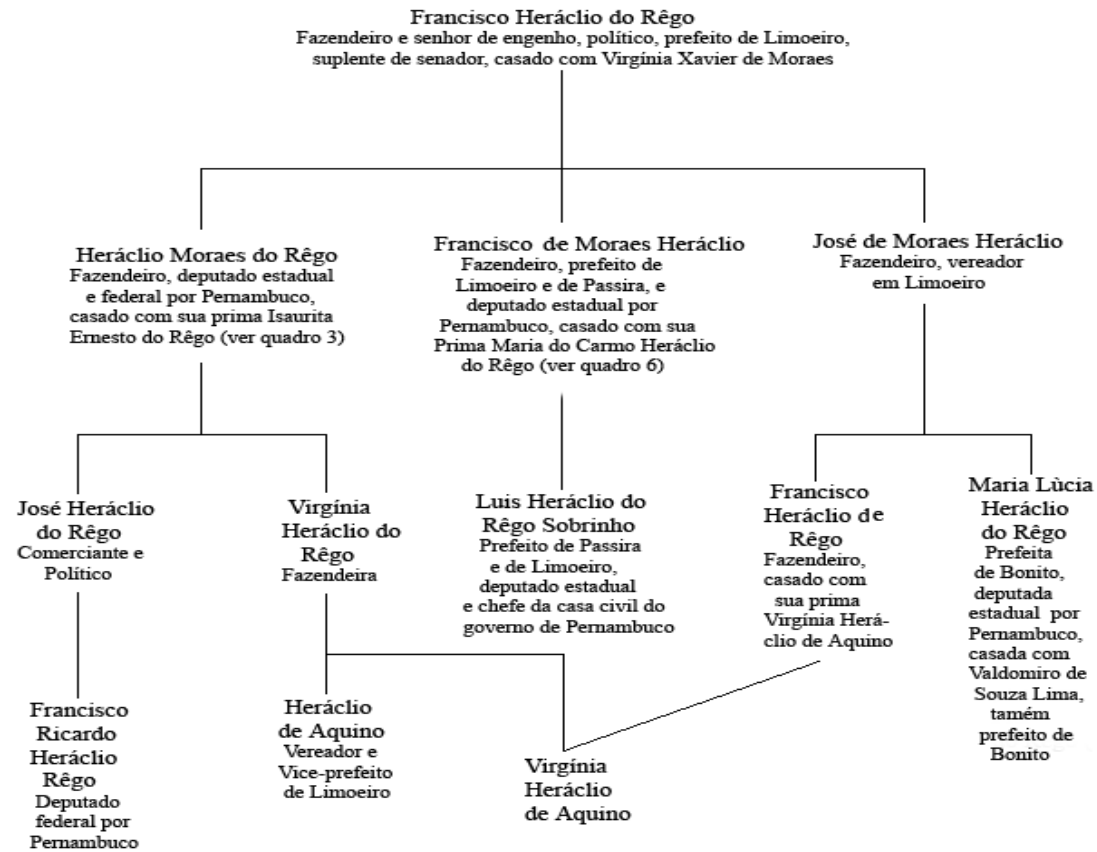 Francisco Heráclio do Rêgo
Fazendeiro e senhor de engenho, político, prefeito de Limoeiro,
suplente de senador, casado com Virgínia Xavier de Moraes
Heráclio Moraes do Rêgo
Fazendeiro, deputado estadual
e federal por Pernambuco,
casado com sua prima Isaurita
Ernesto do Rêgo (ver quadro 3)
Francisco de Moraes Heráclio
Fazendeiro, prefeito de
Limoeiro e de Passira, e
deputado estadual por
Pernambuco, casado com sua
Prima Maria do Carmo Heráclio
do Rêgo (ver quadro 6)
José de Moraes Heráclio
Fazendeiro, vereador
em Limoeiro
José Heráclio
do Rêgo
Comerciante e
Político
Virgínia
Heráclio do
Rêgo
Fazendeira
Luis Heráclio do
Rêgo Sobrinho
Prefeito de Passira
e de Limoeiro,
deputado estadual
e chefe da casa civil do
governo de Pernambuco
Francisco
Heráclio de
Rêgo
Fazendeiro,
casado com
sua prima
Virgínia Herá-
clio de Aquino
Maria Lùcia
Heráclio
do Rêgo
Prefeita
de Bonito,
deputada
estadual por
Pernambuco,
casada com
Valdomiro de
Souza Lima,
tamém
prefeito de
Bonito
Francisco
Ricardo
Heráclio
Rêgo
Deputado
federal por
Pernambuco
Heráclio
de Aquino
Vereador e
Vice-prefeito
de Limoeiro
Virgínia
Heráclio
de Aquino